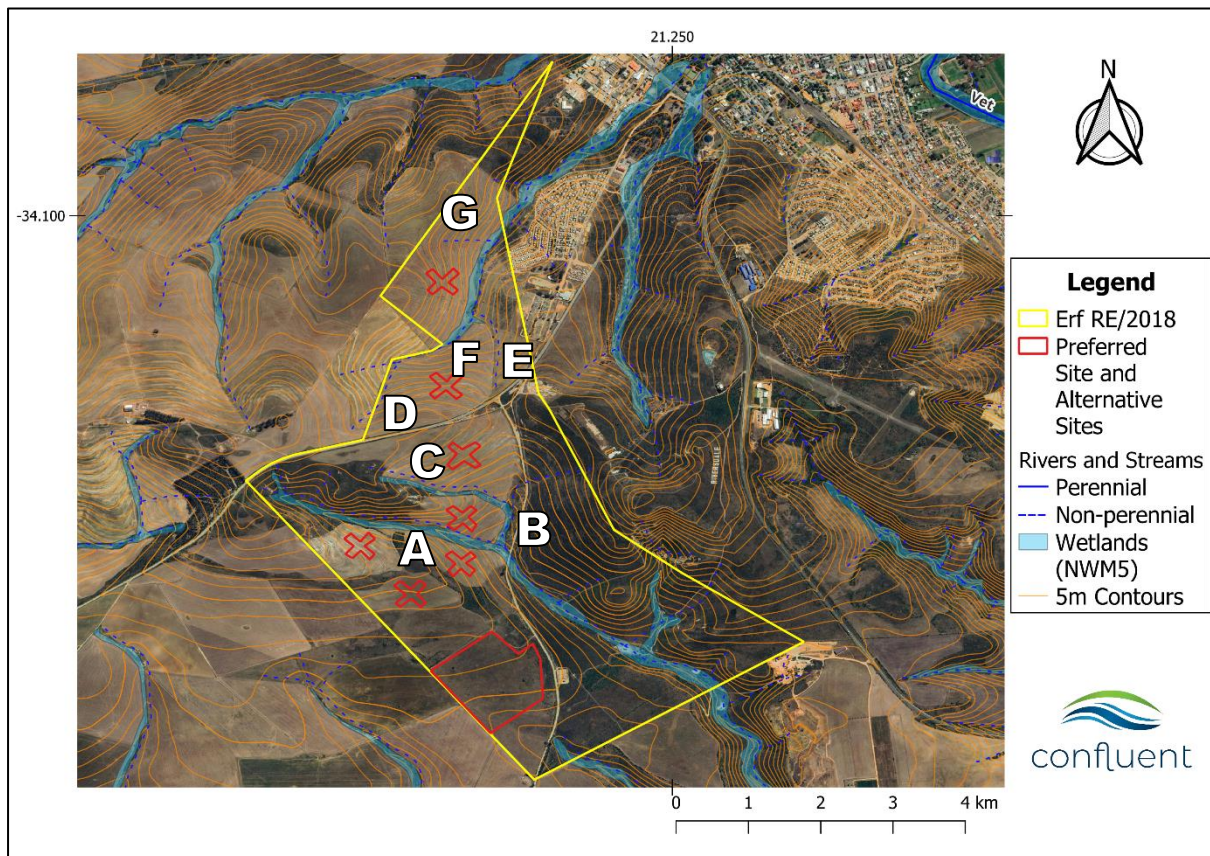 21.250
N
-34.100
Vet
G
F
E
D
C
B
A
Legend
Erf RE/2018
Preferred
Site and
Alternative
Sites
Rivers and Streams
Perennial
Non-perennial
Wetlands
(NWM5)
5m Contours
confluent
0 1 2 3 4 km